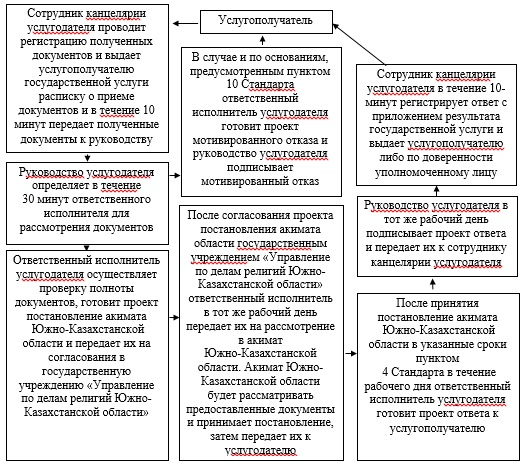 Услугополучатель
Сотрудник канцелярии
услугодателя проводит
регистрацию полученных
документов и выдает
услугополучателю
государственной услуги
расписку о приеме
документов и в течение 10
минут передает полученные
документы к руководству
Руководство услугодателя
определяет в течение
30 минут ответственного
исполнителя для
рассмотрения документов
Ответственный исполнитель
услугодателя осуществляет
проверку полноты
документов, готовит проект
постановление акимата
Южно-Казахстанской
области и передает их на
согласования в
государственную
учреждению «Управление
по делам религий Южно-
Казахстанской области»
В случае и по основаниям,
предусмотренным пунктом
10 Стандарта
ответственный
исполнитель услугодателя
готовит проект
мотивированного отказа и
руководство услугодателя
подписывает
мотивированный отказ
После согласования проекта
постановления акимата
области государственным
учреждением «Управление
по делам религий Южно-
Казахстанской области»
ответственный исполнитель
в тот же рабочий день
передает их на рассмотрение
в акимат
Южно-Казахстанской
области. Акимат Южно-
Казахстанской области
будет рассматривать
предоставленные документы
и принимает постановление,
затем передает их к
услугодателю
Сотрудник канцелярии
услугодателя в течение 10-
минут регистрирует ответ с
приложением результата
государственной услуги и
выдает услугополучателю
либо по доверенности
уполномоченному лицу
Руководство услугодателя в
тот же рабочий день
подписывает проект ответа
и передает их к сотруднику
канцелярии услугодателя
После принятия
постановление акимата
Южно-Казахстанской
области в указанные сроки
пунктом
4 Стандарта в течение
рабочего дня ответственный
исполнитель услугодателя
готовит проект ответа к
услугополучателю